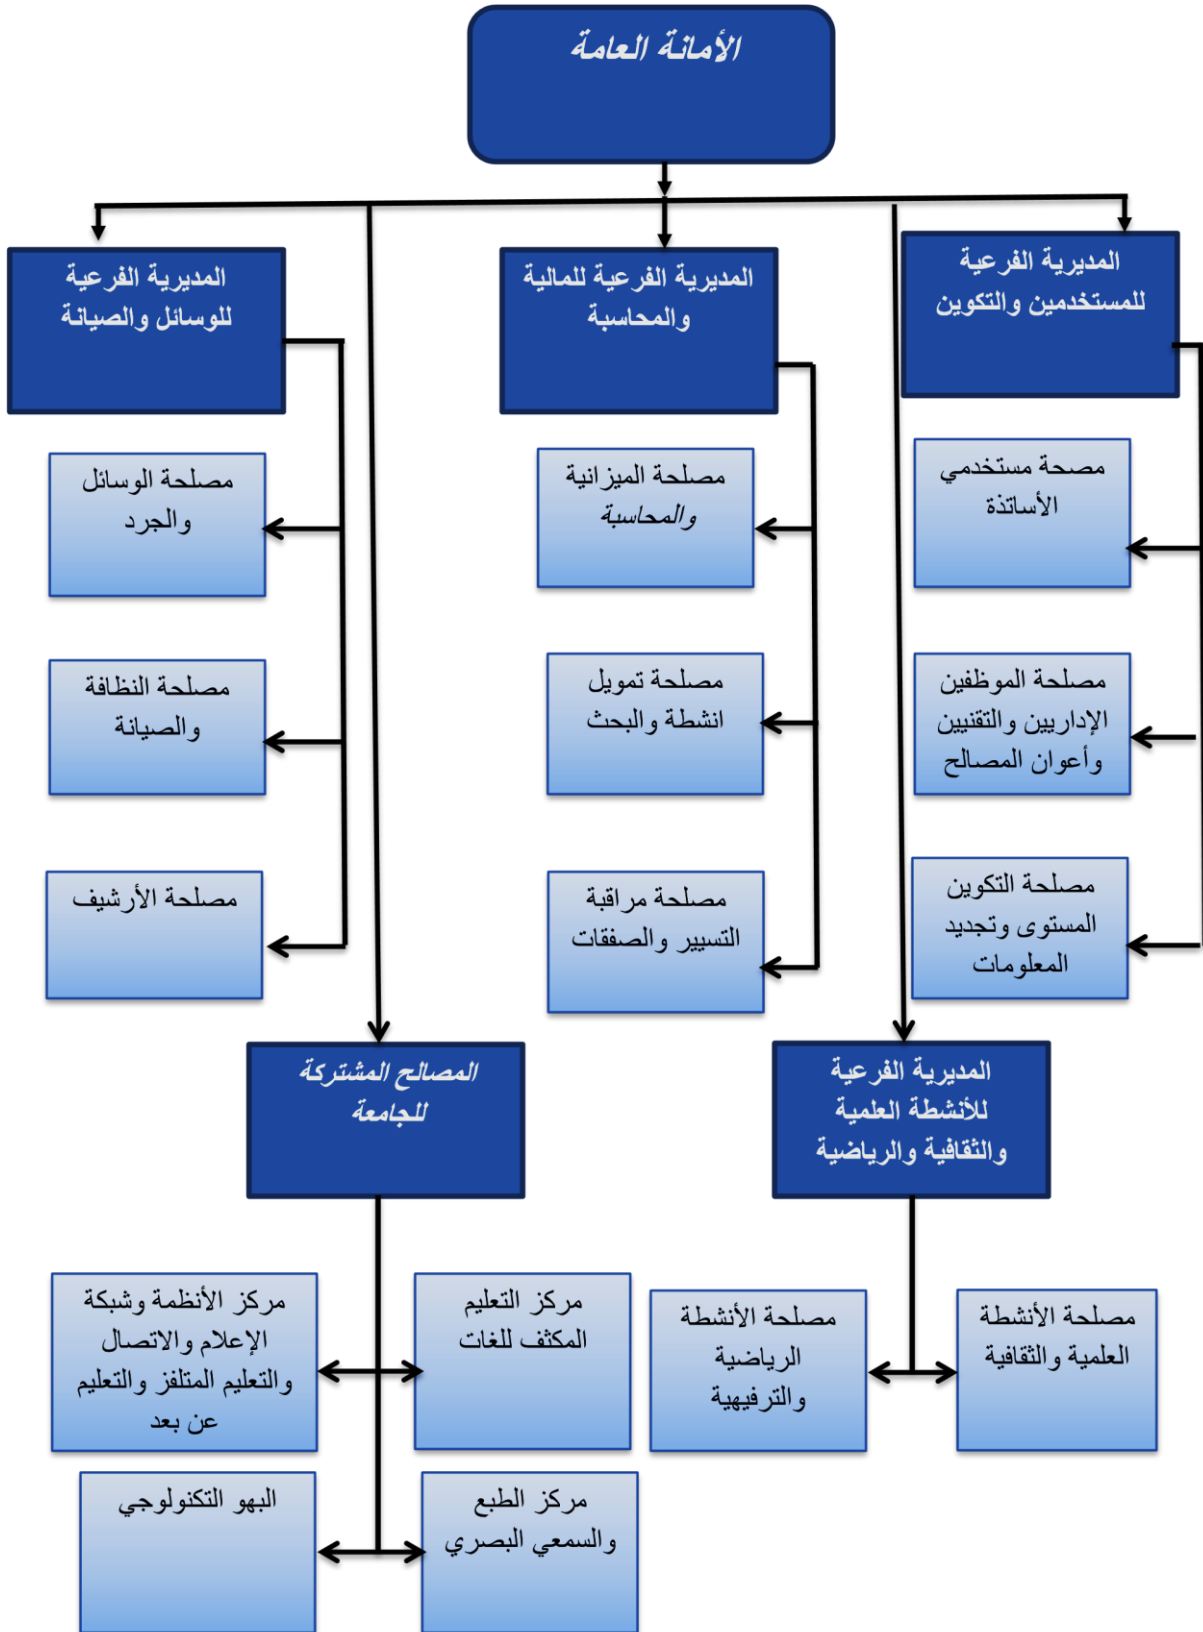 الأمانة العامة
المديرية الفرعية
للمستخدمين والتكوين
المديرية الفرعية للمالية
والمحاسبة
المديرية الفرعية
للوسائل والصيانة
مصحة مستخدمي
الأساتذة
مصلحة الميزانية
والمحاسبة
مصلحة الوسائل
والجرد
مصلحة الموظفين
الإداريين والتقنيين
وأعوان المصالح
مصلحة تمويل
انشطة والبحث
مصلحة النظافة
والصيانة
مصلحة التكوين
المستوى وتجديد
المعلومات
مصلحة مراقبة
التسيير والصفقات
مصلحة الأرشيف
المديرية الفرعية
للأنشطة العلمية
والثقافية والرياضية
المصالح المشتركة
للجامعة
مصلحة الأنشطة
العلمية والثقافية
مصلحة الأنشطة
الرياضية
والترفيهية
مركز التعليم
المكثف للغات
مركز الأنظمة وشبكة
الإعلام والاتصال
والتعليم المتلفز والتعليم
عن بعد
مركز الطبع
والسمعي البصري
البهو التكنولوجي